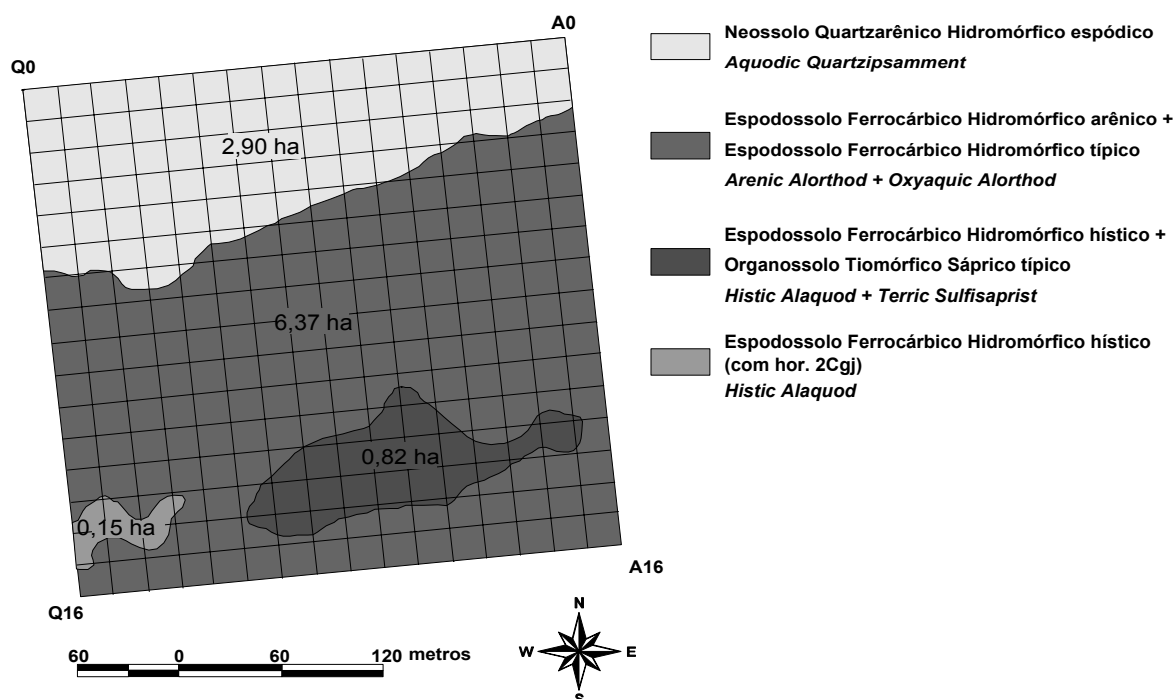 A0
Q0
2,90 ha
6,37 ha
0,82 ha
0,15 ha
A16
Q16
60 0 60 120 metros
N
W E
S
Neossolo Quartzarênico Hidromórfico espódico
Aquodic Quartzipsamment
Espodossolo Ferrocárbico Hidromórfico arênico +
Espodossolo Ferrocárbico Hidromórfico típico
Arenic Alorthod + Oxyaquic Alorthod
Espodossolo Ferrocárbico Hidromórfico hístico +
Organossolo Tiomórfico Sáprico típico
Histic Alaquod + Terric Sulfisaprist
Espodossolo Ferrocárbico Hidromórfico hístico
(com hor. 2Cgj)
Histic Alaquod